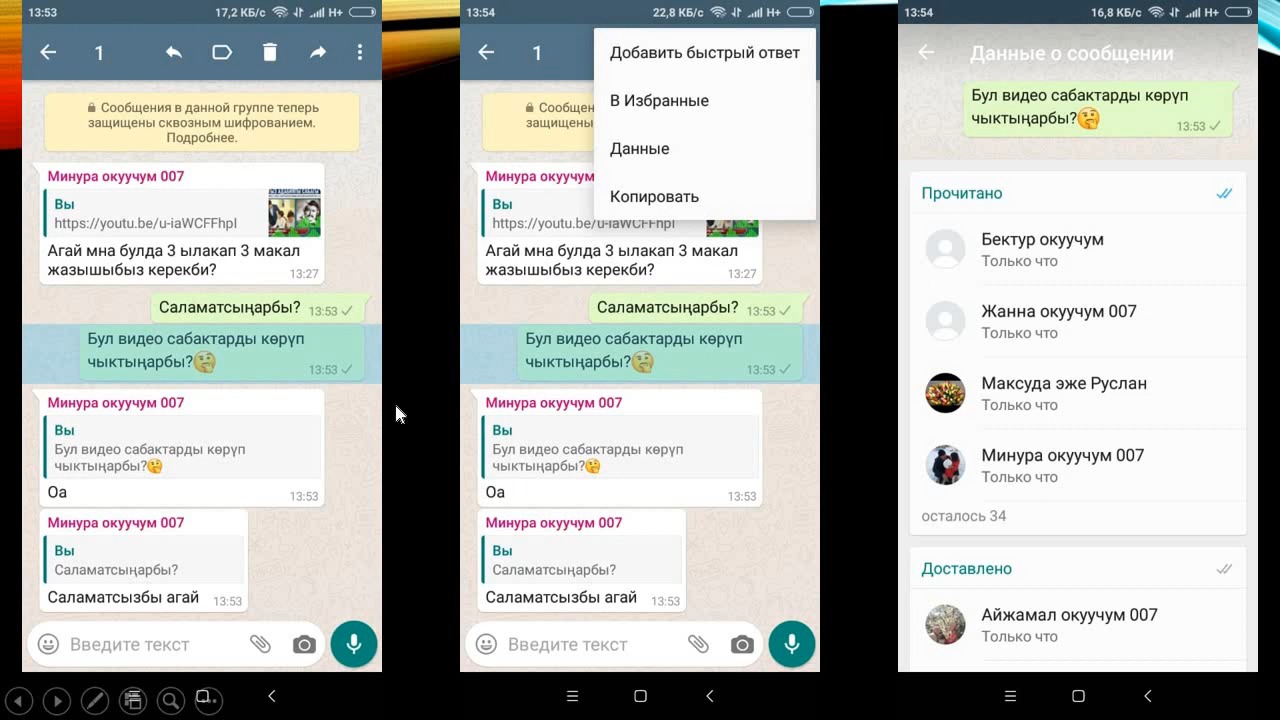 13:53
17,2 КБ/с
H+
1
Сообщения в данной группе теперь
защищены сквозным шифрованием.
Подробнее.
Минура окуучум 007
Вы
https://youtu.be/u-iaWCFFhpI
Агай мна булда 3 ылакап 3 макал
жазышыбыз керекби?
13:27
Саламатсыңарбы?
13:53
Бул видео сабактарды көрүп
чыктыңарбы?🤔
13:53
Минура окуучум 007
Вы
Бул видео сабактарды көрүп
чыктыңарбы?🤔
Оа
13:53
Минура окуучум 007
Вы
Саламатсыңарбы?
Саламатсызбы агай
13:53
Введите текст
13:54
22,8 КБ/с
H+
1
Добавить быстрый ответ
В Избранные
Данные
Копировать
Сообщен
защищены
Минура окуучум 007
Вы
https://youtu.be/u-iaWCFFhpI
Агай мна булда 3 ылакап 3 макал
жазышыбыз керекби?
13:27
Саламатсыңарбы?
13:53
Бул видео сабактарды көрүп
чыктыңарбы?🤔
13:53
Минура окуучум 007
Вы
Бул видео сабактарды көрүп
чыктыңарбы?🤔
Оа
13:53
Минура окуучум 007
Вы
Саламатсыңарбы?
Саламатсызбы агай
13:53
Введите текст
13:54
16,8 КБ/с
H+
Данные о сообщении
Бул видео сабактарды көрүп
чыктыңарбы?🤔
13:53
Прочитано
Бектур окуучум
Только что
Жанна окуучум 007
Только что
Максуда эже Руслан
Только что
Минура окуучум 007
Только что
осталось 34
Доставлено
Айжамал окуучум 007
Только что